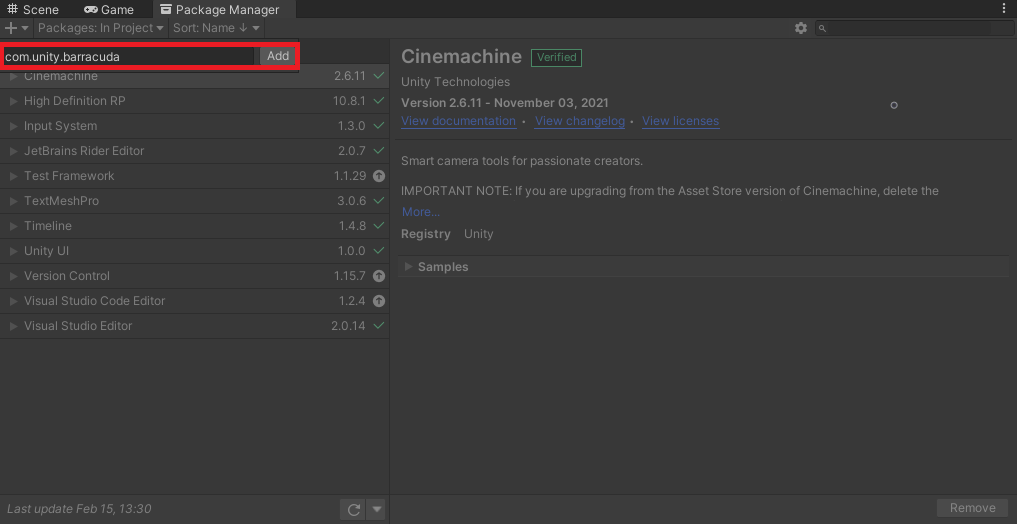 Scene Game Package Manager
Packages: In Project Sort: Name ↓
com.unity.barracuda Add
Cinemachine 2.6.11
High Definition RP 10.8.1
Input System 1.3.0
JetBrains Rider Editor 2.0.7
Test Framework 1.1.29
TextMeshPro 3.0.6
Timeline 1.4.8
Unity UI 1.0.0
Version Control 1.15.7
Visual Studio Code Editor 1.2.4
Visual Studio Editor 2.0.14
Last update Feb 15, 13:30
Cinemachine Verified
Unity Technologies
Version 2.6.11 - November 03, 2021
View documentation • View changelog • View licenses
Smart camera tools for passionate creators.
IMPORTANT NOTE: If you are upgrading from the Asset Store version of Cinemachine, delete the
More...
Registry Unity
Samples
Remove